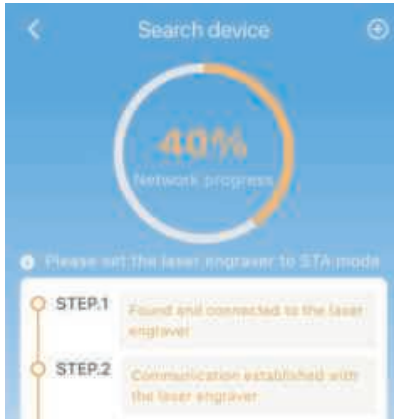 Search device
40%
Network progress
Please set the laser engraver to STA mode
STEP.1
Found and connected to the laser
engraver
STEP.2
Communication established with
the laser engraver